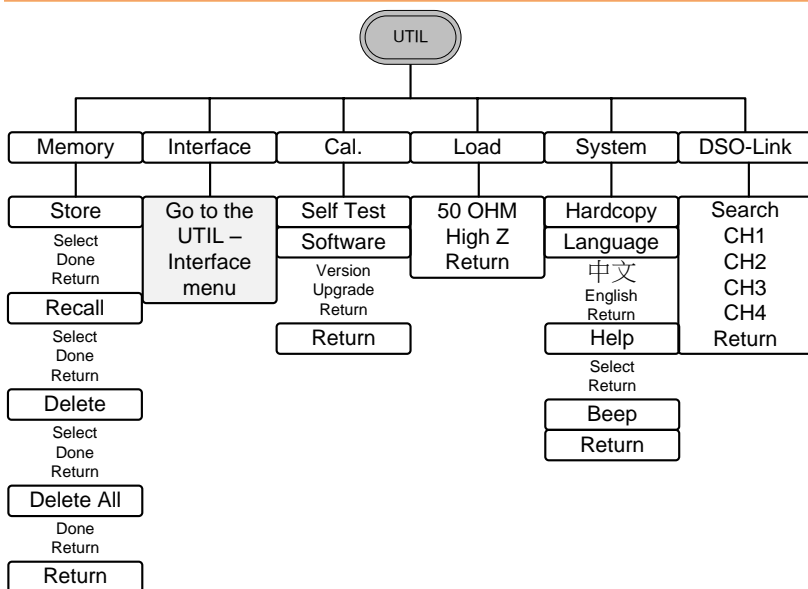 UTIL
Memory
Interface
Cal.
Load
System
DSO-Link
Store
Select
Done
Return
Recall
Select
Done
Return
Delete
Select
Done
Return
Delete All
Done
Return
Return
Go to the
UTIL –
Interface
menu
Self Test
Software
Version
Upgrade
Return
Return
50 OHM
High Z
Return
Hardcopy
Language
中文
English
Return
Help
Select
Return
Beep
Return
Search
CH1
CH2
CH3
CH4
Return